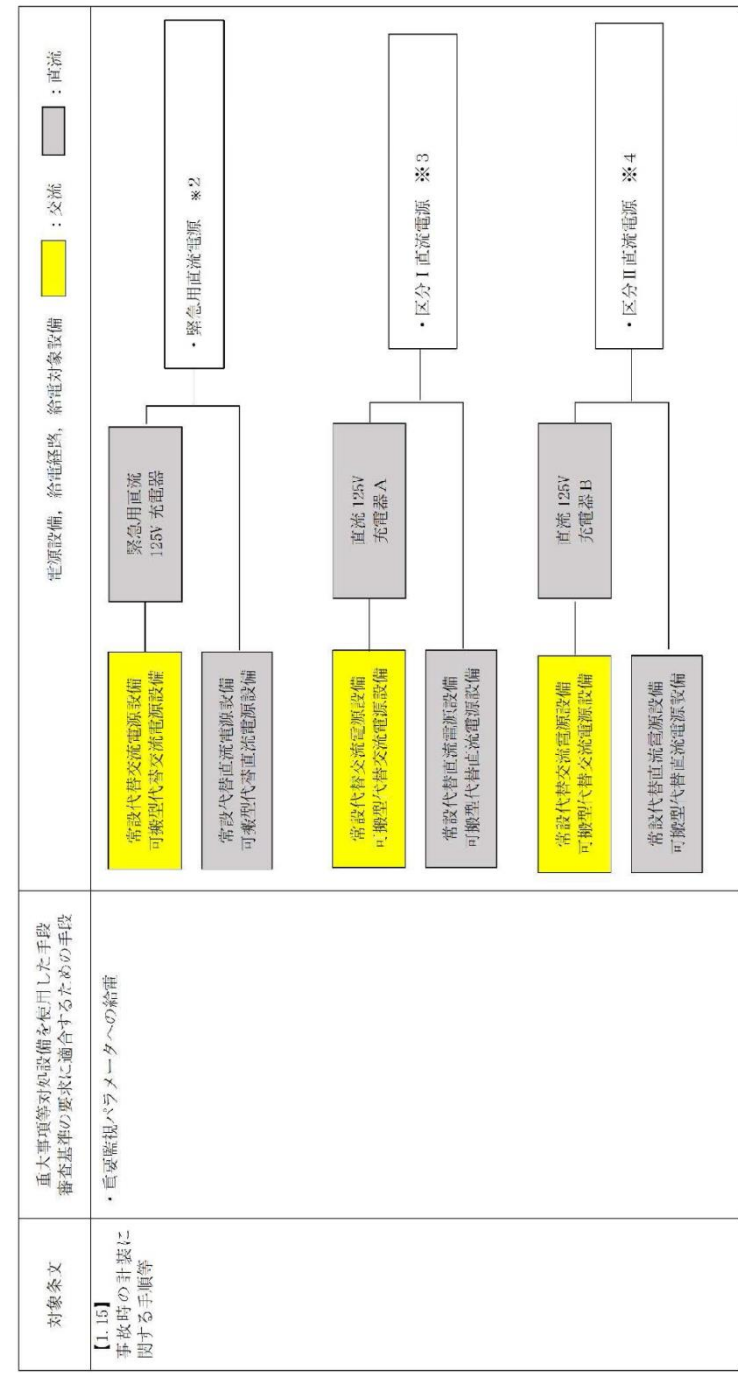 対象条文
重大事項等対処設備を使用した手段
審査基準の要求に適合するための手段
電源設備，給電経路，給電対象設備
：交流
：直流
【1.15】
事故時の計装に
関する手順等
・重要監視パラメータへの給電
常設代替交流電源設備
可搬型代替交流電源設備
緊急用直流
125V 充電器
常設代替直流電源設備
可搬型代替直流電源設備
・緊急用直流電源 ※2
常設代替交流電源設備
可搬型代替交流電源設備
直流 125V
充電器 A
常設代替直流電源設備
可搬型代替直流電源設備
・区分Ⅰ直流電源 ※3
常設代替交流電源設備
可搬型代替交流電源設備
直流 125V
充電器 B
常設代替直流電源設備
可搬型代替直流電源設備
・区分Ⅱ直流電源 ※4